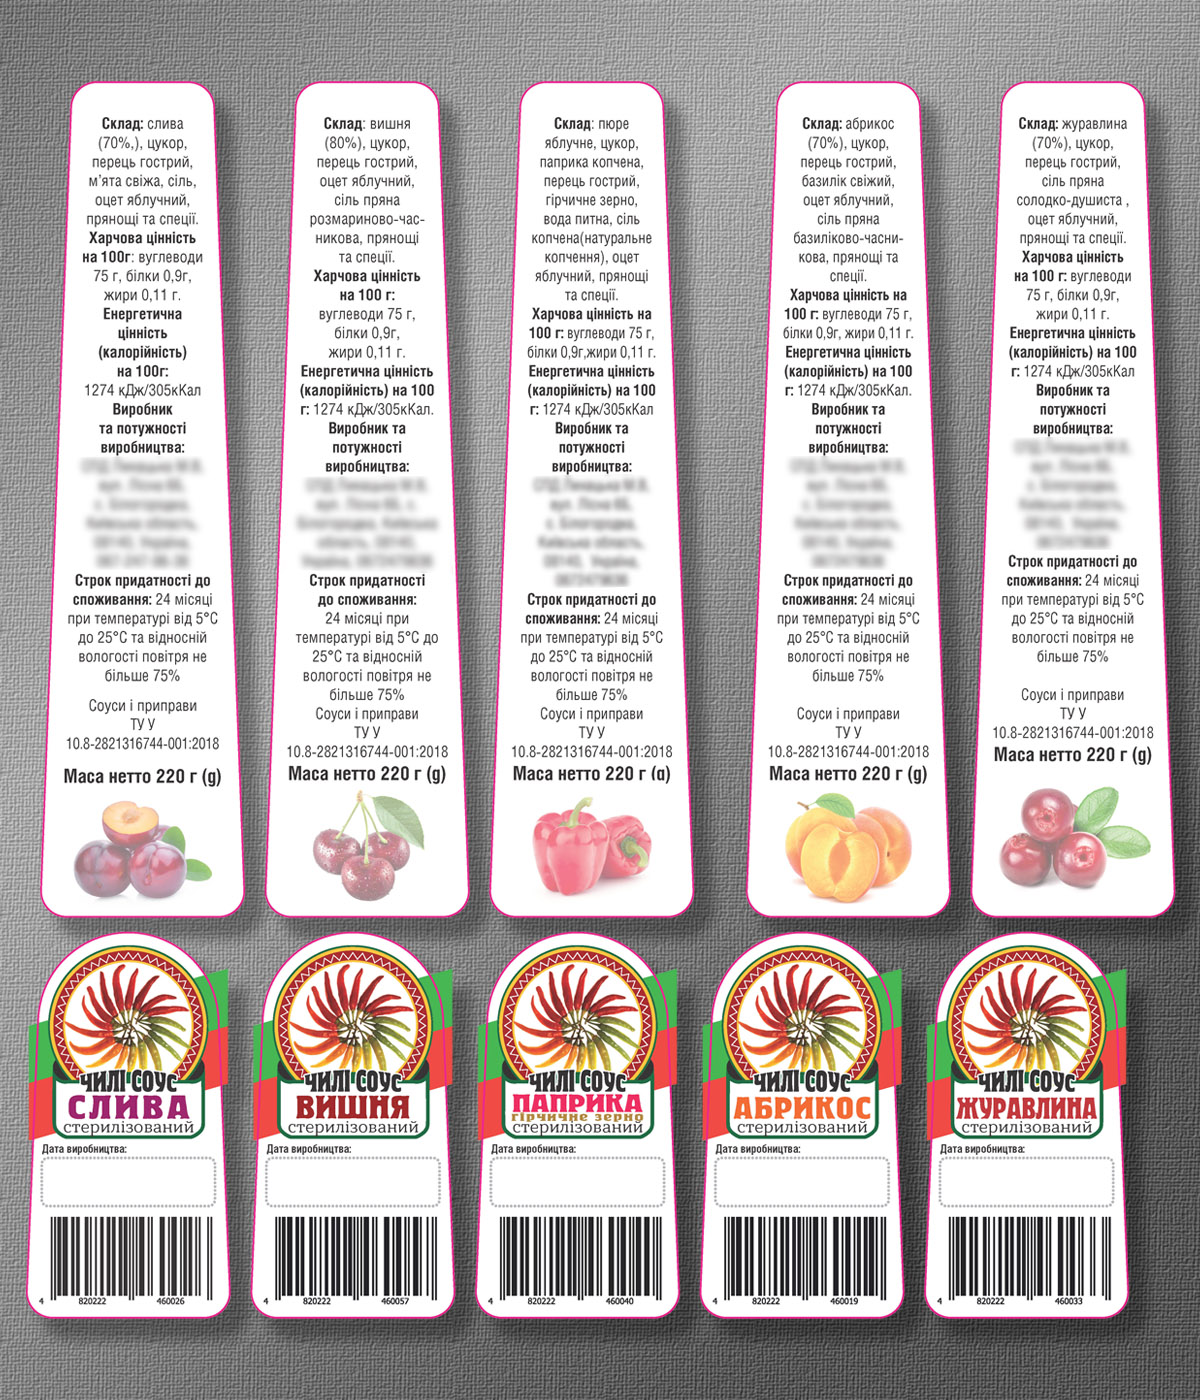 Склад: слива
(70%,), цукор,
перець гострий,
м'ята свіжа, сіль,
оцет яблучний,
прянощі та спеції.
Харчова цінність
на 100г: вуглеводи
75 г, білки 0,9г,
жири 0,11 г.
Енергетична
цінність
(калорійність)
на 100г:
1274 кДж/305кКал
Виробник
та потужності
виробництва:
Строк придатності до
споживання: 24 місяці
при температурі від 5°С
до 25°С та відносній
вологості повітря не
більше 75%
Соуси і приправи
ТУ У
10.8-2821316744-001:2018
Маса нетто 220 г (g)
Склад: вишня
(80%), цукор,
перець гострий,
оцет яблучний,
сіль пряна
розмариново-час-
никова, прянощі
та спеції.
Харчова цінність
на 100 г:
вуглеводи 75 г,
білки 0,9г,
жири 0,11 г.
Енергетична цінність
(калорійність) на 100
г: 1274 кДж/305кКал.
Виробник та
потужності
виробництва:
Строк придатності
до споживання:
24 місяці при
температурі від 5°С до
25°С та відносній
вологості повітря не
більше 75%
Соуси і приправи
ТУ У
10.8-2821316744-001:2018
Маса нетто 220 г (g)
Склад: пюре
яблучне, цукор,
паприка копчена,
перець гострий,
гірчичне зерно,
вода питна, сіль
копчена(натуральне
копчення), оцет
яблучний, прянощі
та спеції.
Харчова цінність на
100 г: вуглеводи 75 г,
білки 0,9г,жири 0,11 г.
Енергетична цінність
(калорійність) на 100
г: 1274 кДж/305кКал
Виробник та
потужності
виробництва:
Строк придатності до
споживання: 24 місяці
при температурі від 5°С
до 25°С та відносній
вологості повітря не
більше 75%
Соуси і приправи
ТУ У
10.8-2821316744-001:2018
Маса нетто 220 г (g)
Склад: абрикос
(70%), цукор,
перець гострий,
базилік свіжий,
оцет яблучний,
сіль пряна
базиліково-часни-
кова, прянощі та
спеції.
Харчова цінність на
100 г: вуглеводи 75 г,
білки 0,9г, жири 0,11 г.
Енергетична цінність
(калорійність) на 100
г: 1274 кДж/305кКал
Виробник та
потужності
виробництва:
Строк придатності до
споживання: 24 місяці
при температурі від 5°С
до 25°С та відносній
вологості повітря не
більше 75%
Соуси і приправи
ТУ У
10.8-2821316744-001:2018
Маса нетто 220 г (g)
Склад: журавлина
(70%), цукор,
перець гострий,
сіль пряна
солодко-душиста ,
оцет яблучний,
прянощі та спеції.
Харчова цінність
на 100 г: вуглеводи
75 г, білки 0,9г,
жири 0,11 г.
Енергетична цінність
(калорійність) на 100
г: 1274 кДж/305кКал
Виробник та
потужності
виробництва:
Строк придатності до
споживання: 24 місяці
при температурі від 5°С
до 25°С та відносній
вологості повітря не
більше 75%
Соуси і приправи
ТУ У
10.8-2821316744-001:2018
Маса нетто 220 г (g)
ЧИЛІ СОУС
СЛИВА
стерилізований
Дата виробництва:
4 820222 460026
ЧИЛІ СОУС
ВИШНЯ
стерилізований
Дата виробництва:
4 820222 460057
ЧИЛІ СОУС
ПАПРИКА
гірчичне зерно
стерилізований
Дата виробництва:
4 820222 460040
ЧИЛІ СОУС
АБРИКОС
стерилізований
Дата виробництва:
4 820222 460019
ЧИЛІ СОУС
ЖУРАВЛИНА
стерилізований
Дата виробництва:
4 820222 460033